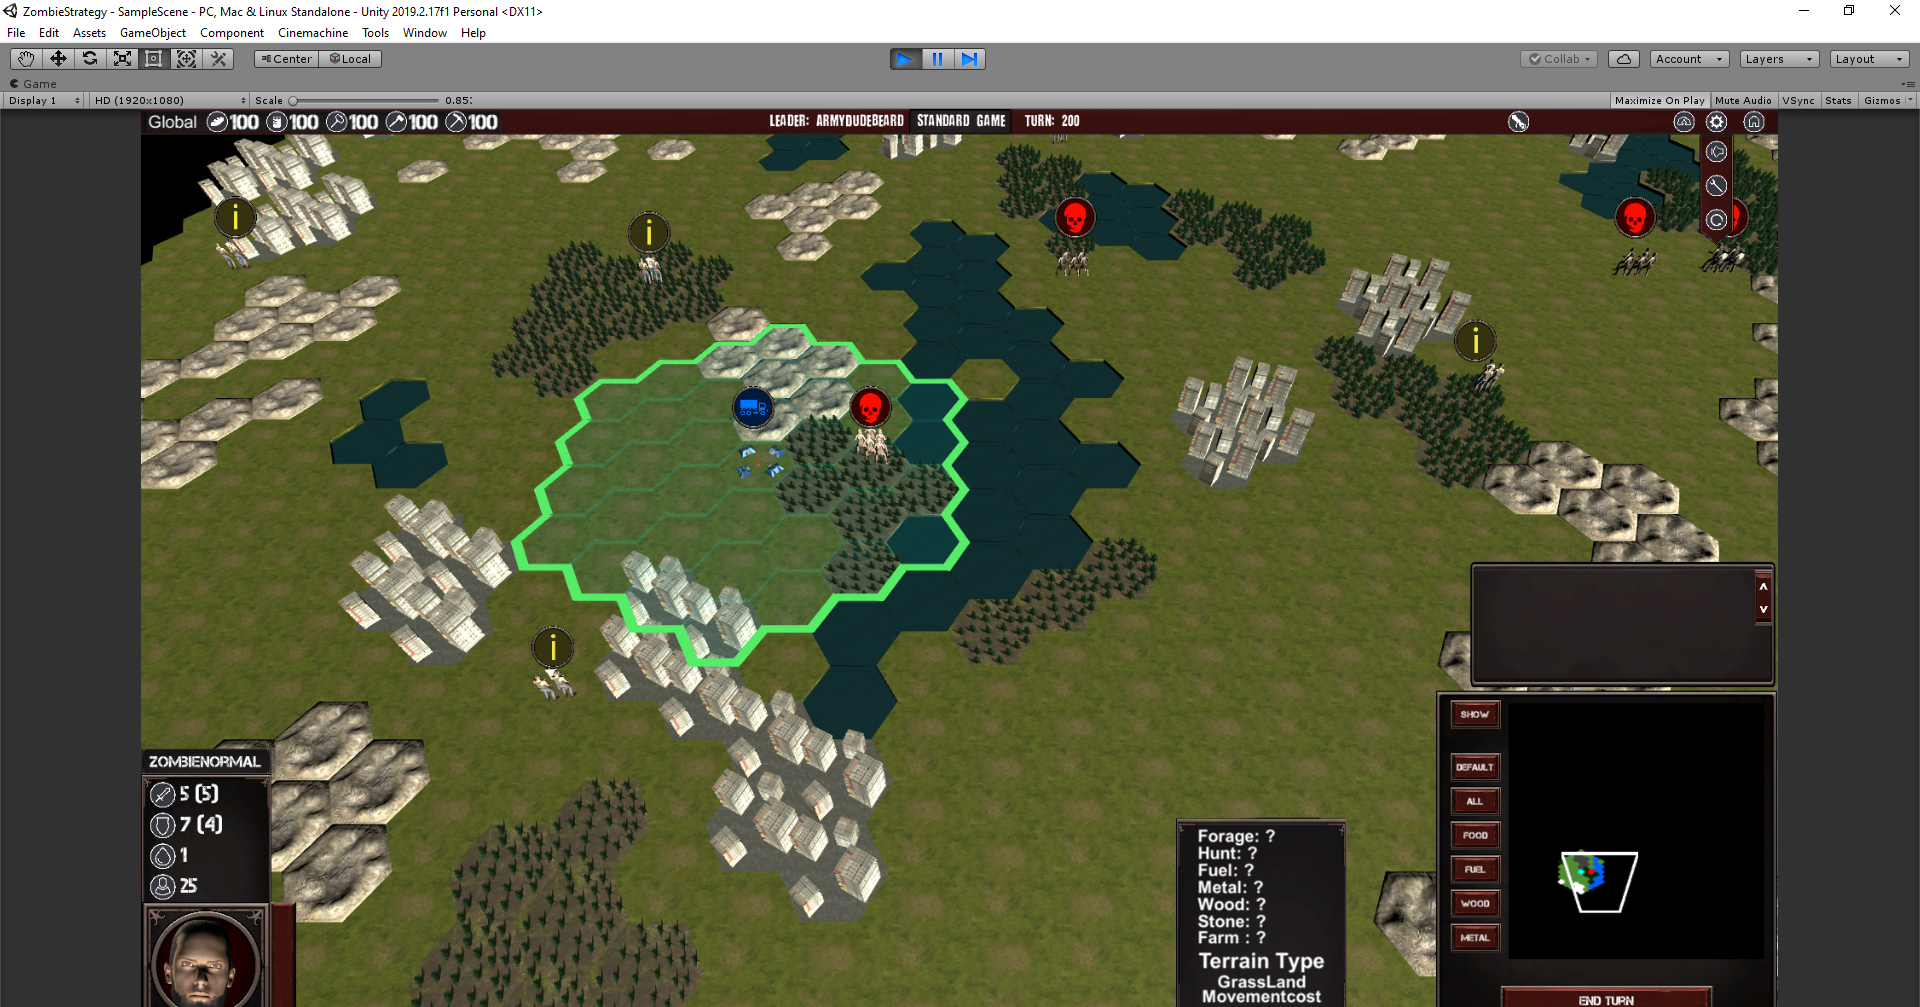 ZombieStrategy - SampleScene - PC, Mac & Linux Standalone - Unity 2019.2.17f1 Personal <DX11>
File Edit Assets GameObject Component Cinemachine Tools Window Help
Center Local Collab Account Layers Layout
Game
Display 1 HD (1920x1080) Scale 0.85: Maximize On Play Mute Audio VSync Stats Gizmos
Global 100 100 100 100 100 LEADER: ARMYDUDEBEARD STANDARD GAME TURN: 200
i
i
i
i
ZOMBIENORMAL
5 (5)
7 (4)
1
25
Forage: ?
Hunt: ?
Fuel: ?
Metal: ?
Wood: ?
Stone: ?
Farm : ?
Terrain Type
GrassLand
Movementcost
SHOW
DEFAULT
ALL
FOOD
FUEL
WOOD
METAL
END TURN